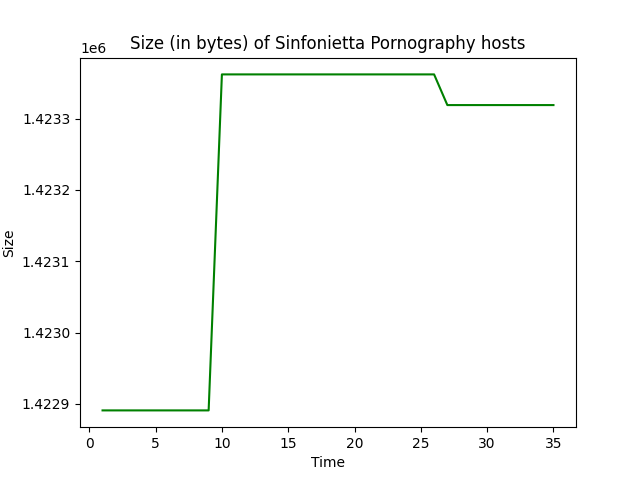 Size (in bytes) of Sinfonietta Pornography hosts
1e6
1.4233
1.4232
1.4231
1.4230
1.4229
Size
0 5 10 15 20 25 30 35
Time